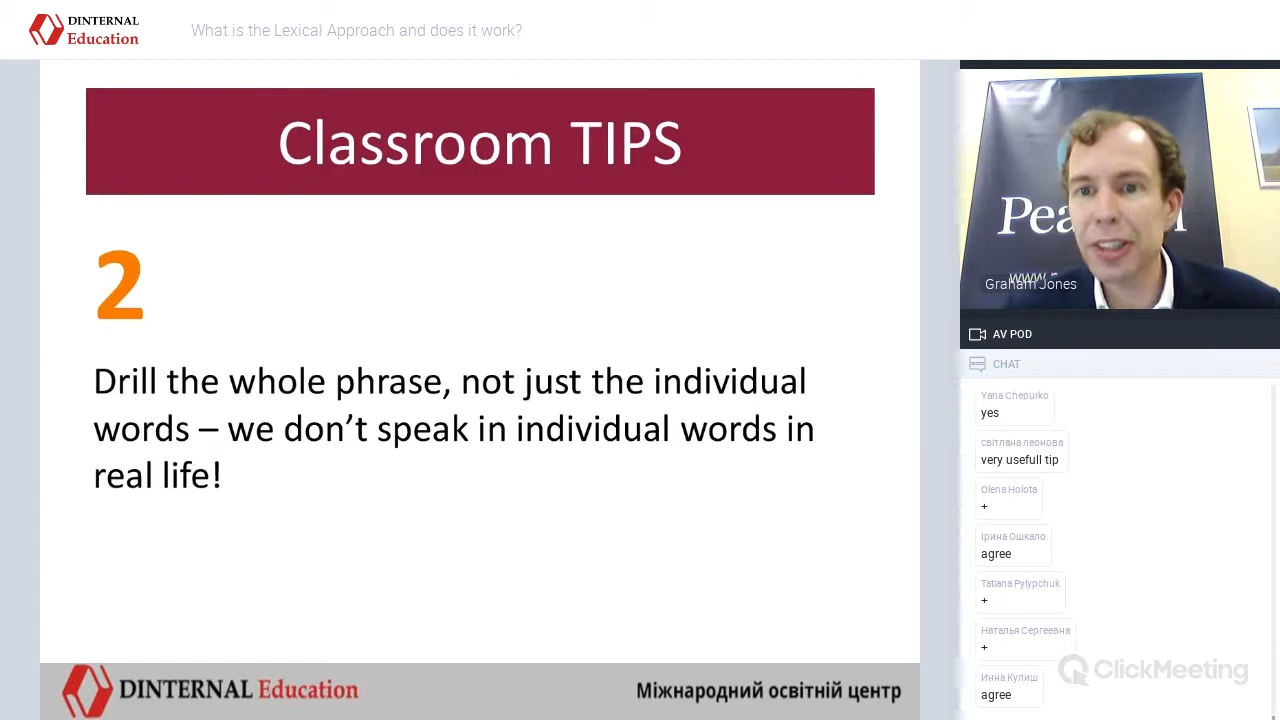 DINTERNAL
Education
What is the Lexical Approach and does it work?
Classroom TIPS
2
Drill the whole phrase, not just the individual
words – we don’t speak in individual words in
real life!
DINTERNAL Education
Міжнародний освітній центр
Graham Jones
AV POD
CHAT
Yana Chepurko
yes
світлана леонова
very usefull tip
Olena Holota
+
Ірина Ошкало
agree
Tatiana Pylypchuk
+
Наталья Сергеевна
+
Инна Кулиш
agree
ClickMeeting